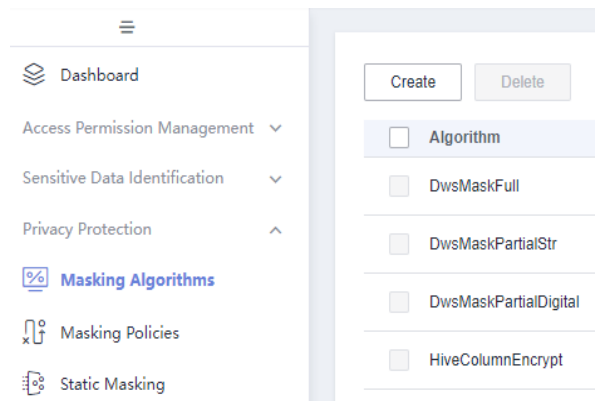 Dashboard
Access Permission Management
Sensitive Data Identification
Privacy Protection
Masking Algorithms
Masking Policies
Static Masking
Create Delete
Algorithm
DwsMaskFull
DwsMaskPartialStr
DwsMaskPartialDigital
HiveColumnEncrypt